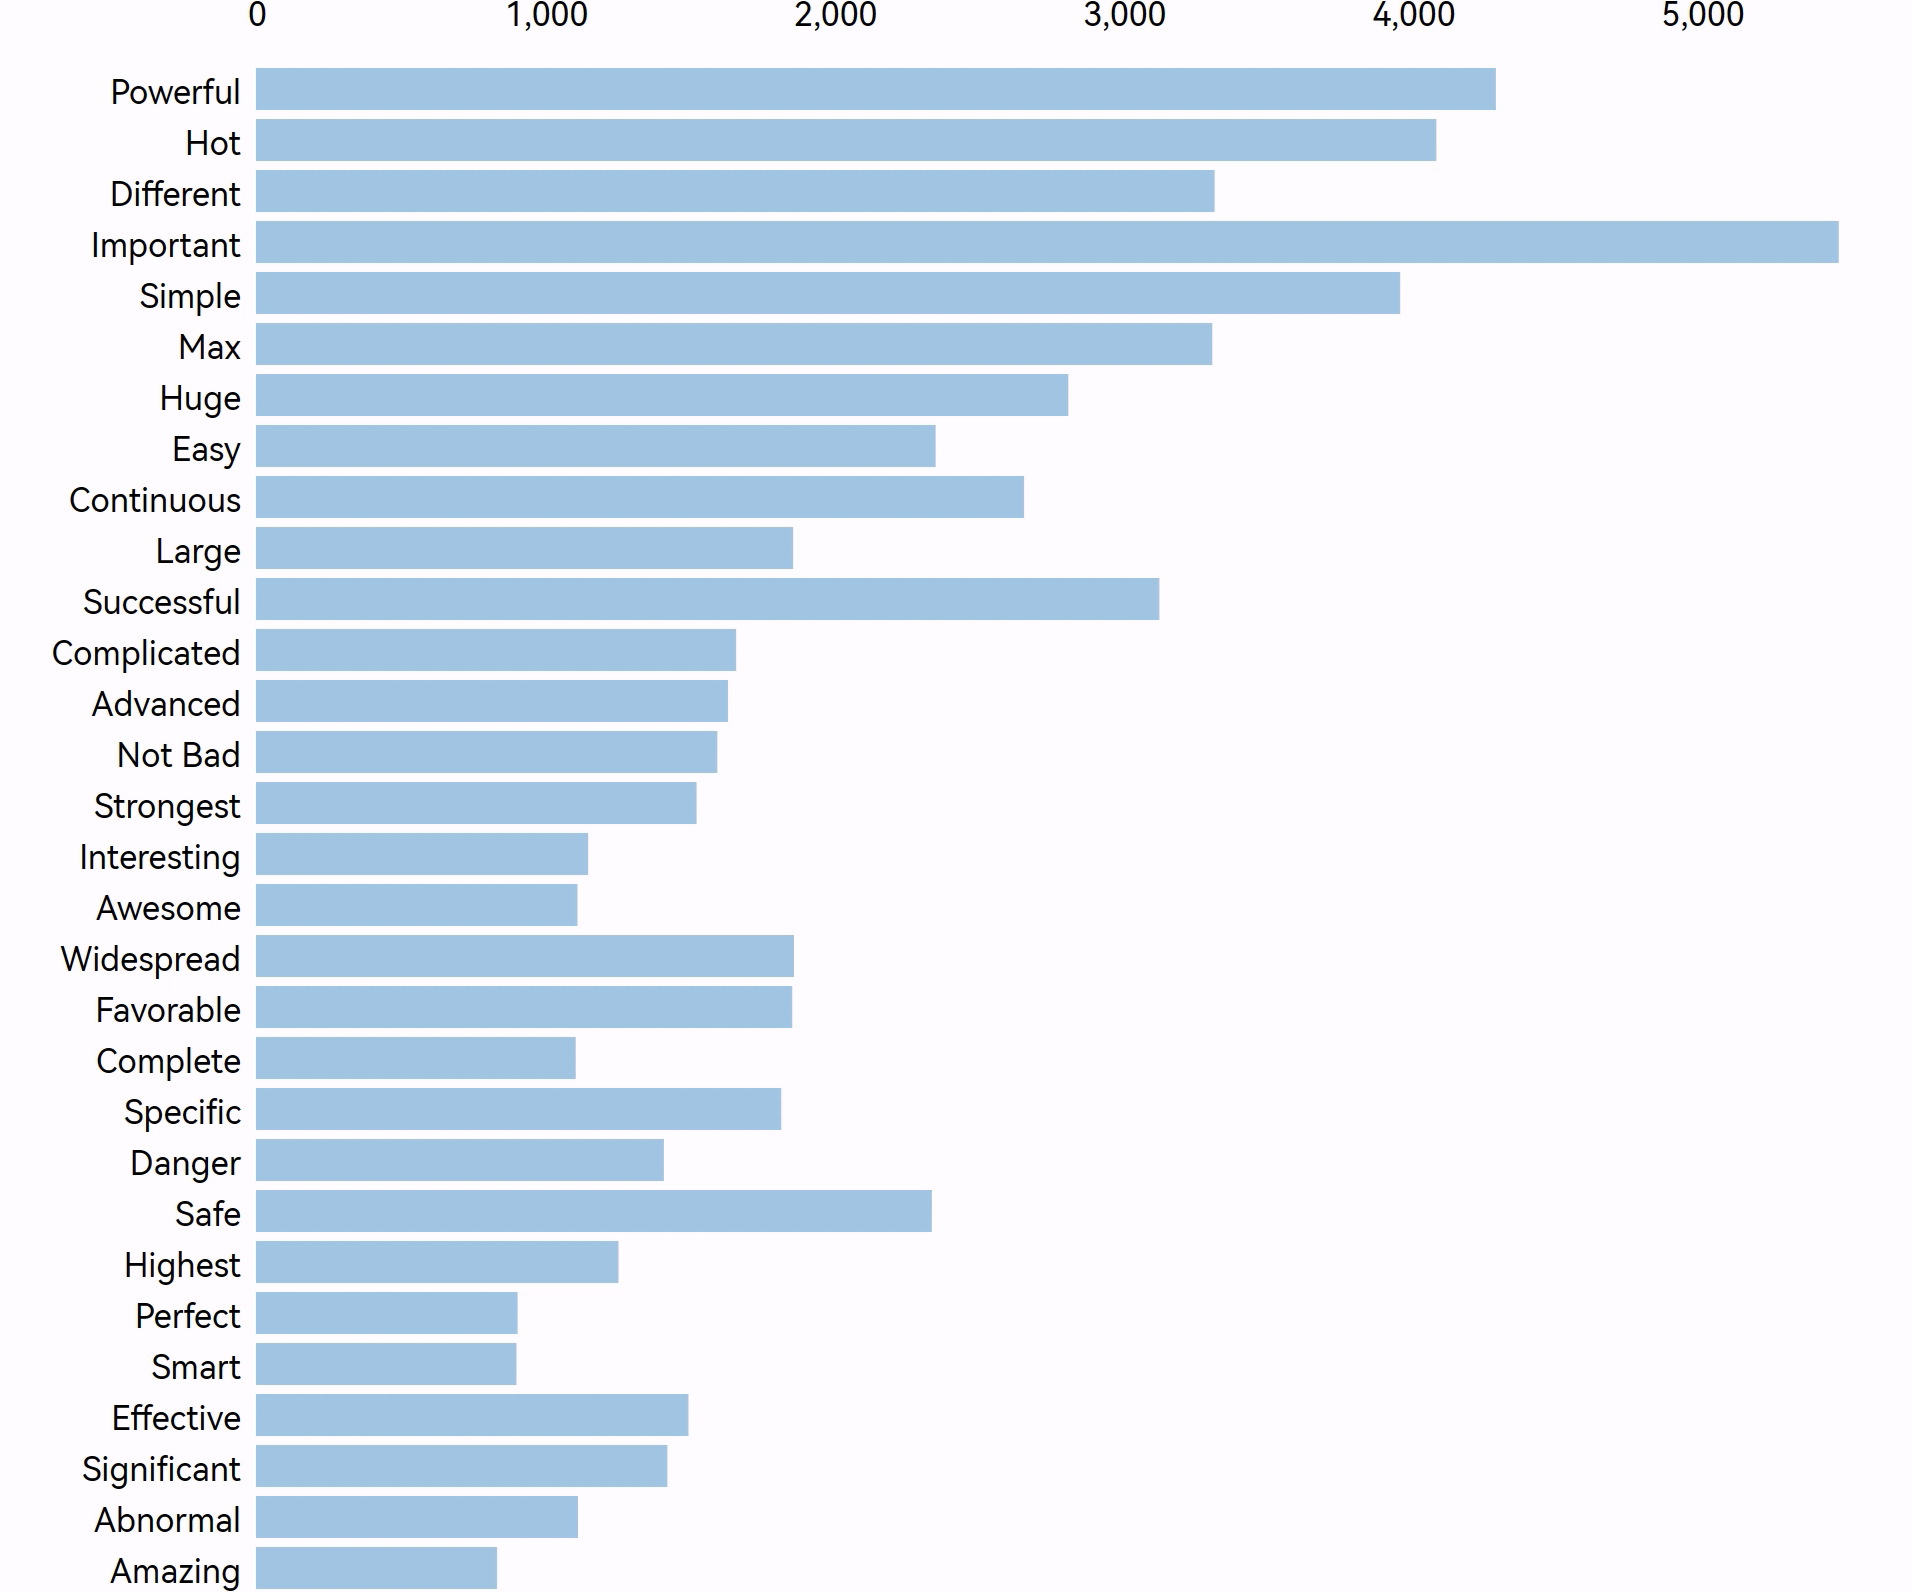 0 1,000 2,000 3,000 4,000 5,000
Powerful
Hot
Different
Important
Simple
Max
Huge
Easy
Continuous
Large
Successful
Complicated
Advanced
Not Bad
Strongest
Interesting
Awesome
Widespread
Favorable
Complete
Specific
Danger
Safe
Highest
Perfect
Smart
Effective
Significant
Abnormal
Amazing